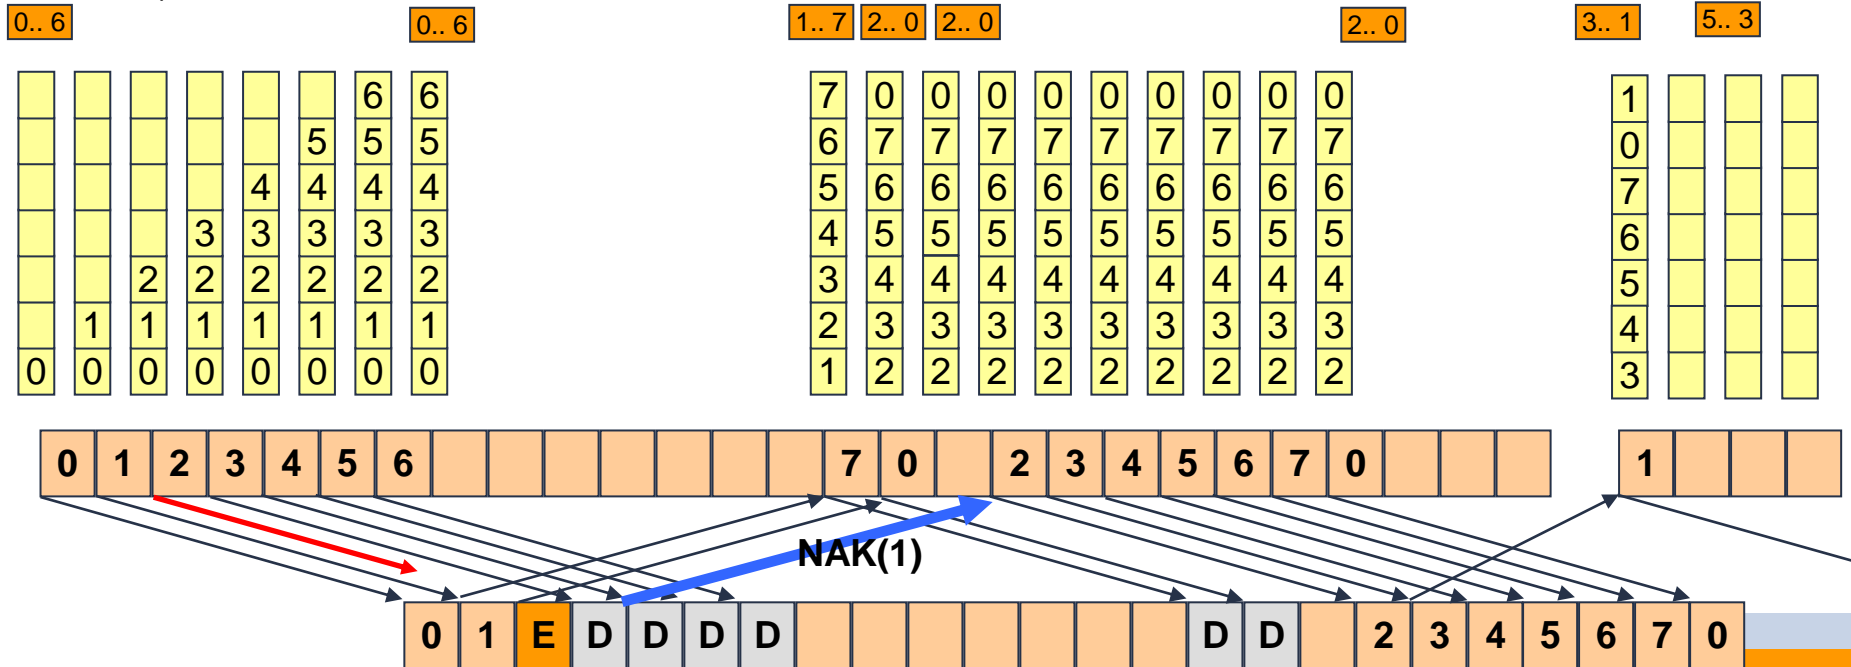 0.. 6 0.. 6 1.. 7 2.. 0 2.. 0 2.. 0 3.. 1 5.. 3
6 6 7 0 0 0 0 0 0 0 0 0 1
5 5 5 6 7 7 7 7 7 7 7 7 7 0
4 4 4 4 5 6 6 6 6 6 6 6 6 6 7
3 3 3 3 3 4 5 5 5 5 5 5 5 5 5 6
2 2 2 2 2 2 3 4 4 4 4 4 4 4 4 4 5
1 1 1 1 1 1 1 2 3 3 3 3 3 3 3 3 3 4
0 0 0 0 0 0 0 0 1 2 2 2 2 2 2 2 2 2 3
0 1 2 3 4 5 6 7 0 2 3 4 5 6 7 0 1
NAK(1)
0 1 E D D D D D D 2 3 4 5 6 7 0